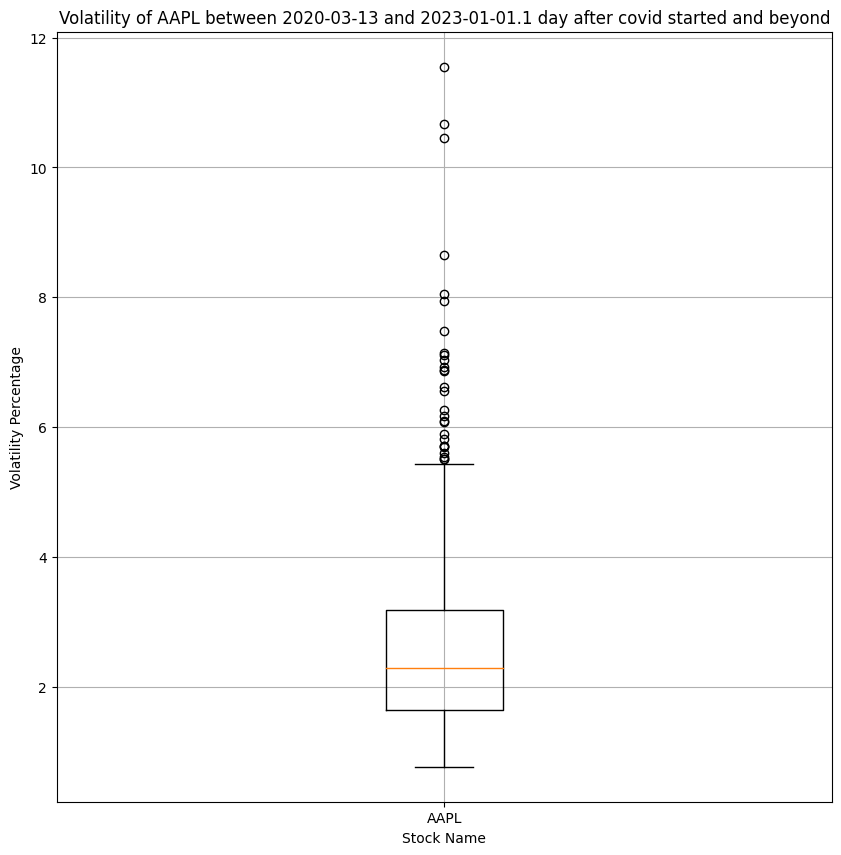 Volatility of AAPL between 2020-03-13 and 2023-01-01.1 day after covid started and beyond
12
10
8
6
4
2
Volatility Percentage
AAPL
Stock Name